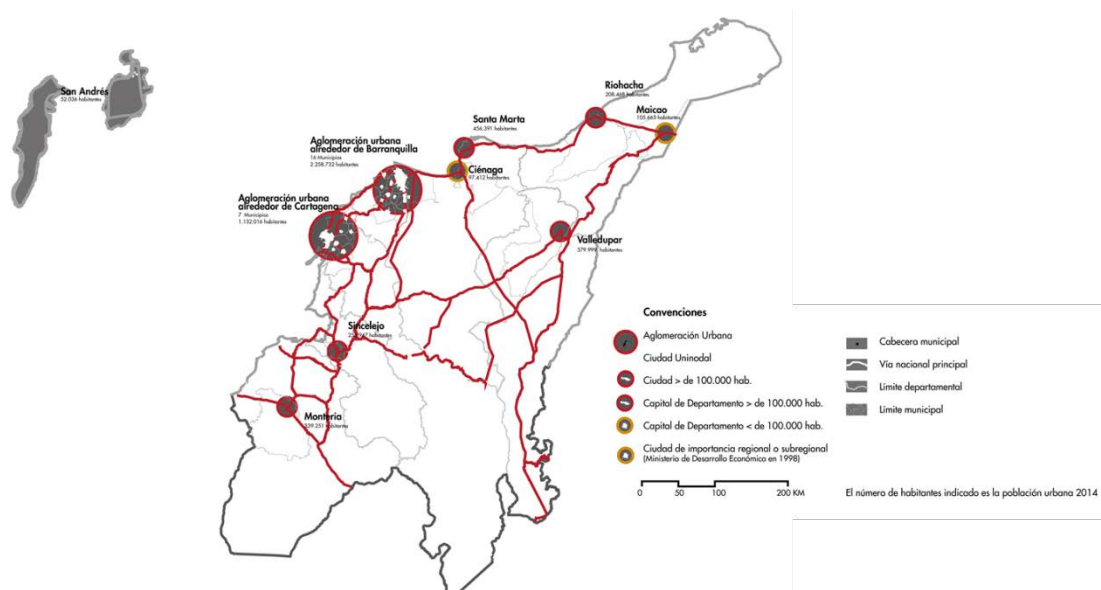 San Andrés
52.026 habitantes
Riohacha
208.468 habitantes
Maicao
105.665 habitantes
Santa Marta
456.391 habitantes
Aglomeración urbana
alrededor de Barranquilla
16 Municipios
2.258.732 habitantes
Ciénaga
97.412 habitantes
Aglomeración urbana
alrededor de Cartagena
7 Municipios
1.132.016 habitantes
Valledupar
379.999 habitantes
Sincelejo
habitantes
Montería
339.251 habitantes
Convenciones
Aglomeración Urbana
Ciudad Uninodal
Ciudad > de 100.000 hab.
Capital de Departamento > de 100.000 hab.
Capital de Departamento < de 100.000 hab.
Ciudad de importancia regional o subregional
(Ministerio de Desarrollo Económico en 1998)
0 50 100 200 KM
Cabecera municipal
Vía nacional principal
Límite departamental
Límite municipal
El número de habitantes indicado es la población urbana 2014